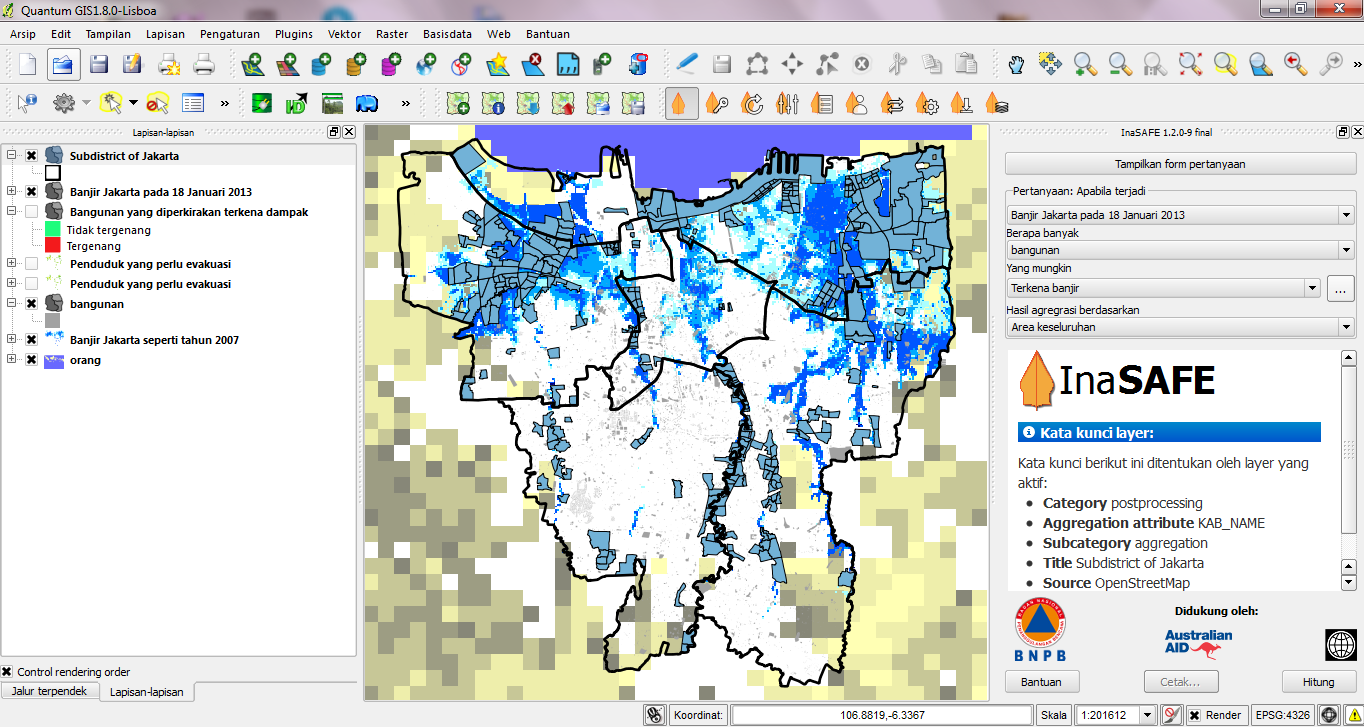 Quantum GIS1.8.0-Lisboa
Arsip Edit Tampilan Lapisan Pengaturan Plugins Vektor Raster Basisdata Web Bantuan
Lapisan-lapisan
Subdistrict of Jakarta
Banjir Jakarta pada 18 Januari 2013
Bangunan yang diperkirakan terkena dampak
Tidak tergenang
Tergenang
Penduduk yang perlu evakuasi
Penduduk yang perlu evakuasi
bangunan
Banjir Jakarta seperti tahun 2007
orang
Control rendering order
Jalur terpendek Lapisan-lapisan
InaSAFE 1.2.0-9 final
Tampilkan form pertanyaan
Pertanyaan: Apabila terjadi
Banjir Jakarta pada 18 Januari 2013
Berapa banyak
bangunan
Yang mungkin
Terkena banjir
...
Hasil agregrasi berdasarkan
Area keseluruhan
InaSAFE
Kata kunci layer:
Kata kunci berikut ini ditentukan oleh layer yang
aktif:
• Category postprocessing
• Aggregation attribute KAB_NAME
• Subcategory aggregation
• Title Subdistrict of Jakarta
• Source OpenStreetMap
BNPB
Didukung oleh:
Australian
AID
Bantuan Cetak... Hitung
Koordinat: 106.8819,-6.3367 Skala 1:201612 Render EPSG:4326